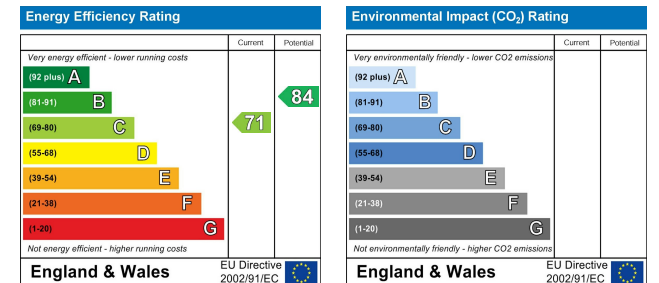 Energy Efficiency Rating
Current Potential
Very energy efficient - lower running costs
(92 plus) A
(81-91) B
84
(69-80) C
71
(55-68) D
(39-54) E
(21-38) F
(1-20) G
Not energy efficient - higher running costs
England & Wales
EU Directive
2002/91/EC
Environmental Impact (CO₂) Rating
Current Potential
Very environmentally friendly - lower CO2 emissions
(92 plus) A
(81-91) B
(69-80) C
(55-68) D
(39-54) E
(21-38) F
(1-20) G
Not environmentally friendly - higher CO2 emissions
England & Wales
EU Directive
2002/91/EC